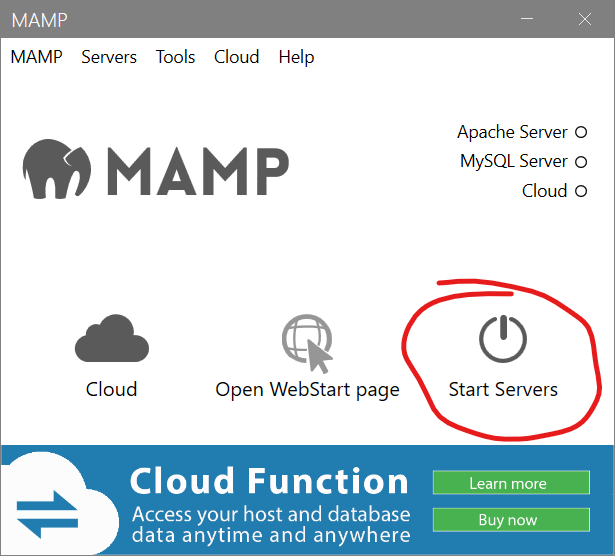 MAMP
MAMP Servers Tools Cloud Help
Apache Server
MySQL Server
Cloud
MAMP
Cloud
Open WebStart page
Start Servers
Cloud Function
Access your host and database
data anytime and anywhere
Learn more
Buy now